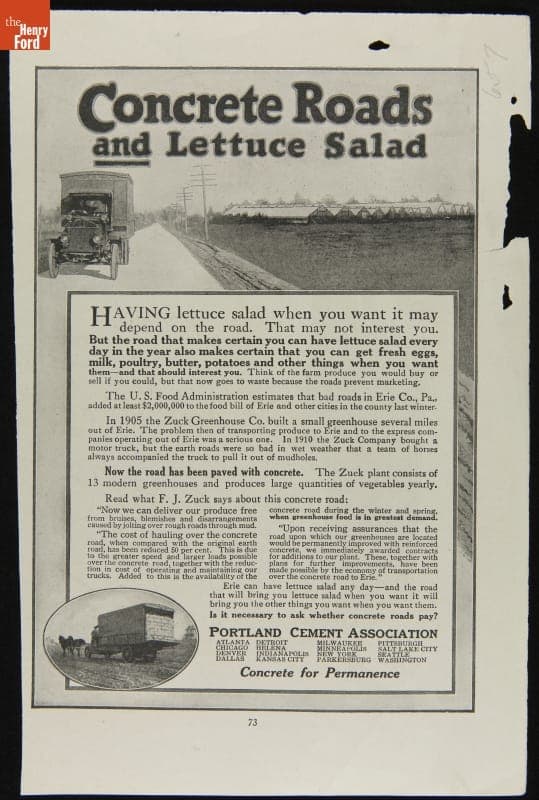 the
Henry
Ford
Concrete Roads
and Lettuce Salad
HAVING lettuce salad when you want it may
depend on the road. That may not interest you.
But the road that makes certain you can have lettuce salad every
day in the year also makes certain that you can get fresh eggs,
milk, poultry, butter, potatoes and other things when you want
them—and that should interest you. Think of the farm produce you would buy or
sell if you could, but that now goes to waste because the roads prevent marketing.
The U. S. Food Administration estimates that bad roads in Erie Co., Pa.,
added at least $2,000,000 to the food bill of Erie and other cities in the county last winter.
In 1905 the Zuck Greenhouse Co. built a small greenhouse several miles
out of Erie. The problem then of transporting produce to Erie and to the express com-
panies operating out of Erie was a serious one. In 1910 the Zuck Company bought a
motor truck, but the earth roads were so bad in wet weather that a team of horses
always accompanied the truck to pull it out of mudholes.
Now the road has been paved with concrete. The Zuck plant consists of
13 modern greenhouses and produces large quantities of vegetables yearly.
Read what F. J. Zuck says about this concrete road:
"Now we can deliver our produce free
from bruises, blemishes and disarrangements
caused by jolting over rough roads through mud.
"The cost of hauling over the concrete
road, when compared with the original earth
road, has been reduced 50 per cent. This is due
to the greater speed and larger loads possible
over the concrete road, together with the reduc-
tion in cost of operating and maintaining our
trucks. Added to this is the availability of the
concrete road during the winter and spring,
when greenhouse food is in greatest demand.
"Upon receiving assurances that the
road upon which our greenhouses are located
would be permanently improved with reinforced
concrete, we immediately awarded contracts
for additions to our plant. These, together with
plans for further improvements, have been
made possible by the economy of transportation
over the concrete road to Erie."
Erie can have lettuce salad any day—and the road
that will bring you lettuce salad when you want it will
bring you the other things you want when you want them.
Is it necessary to ask whether concrete roads pay?
PORTLAND CEMENT ASSOCIATION
ATLANTA DETROIT MILWAUKEE PITTSBURGH
CHICAGO HELENA MINNEAPOLIS SALT LAKE CITY
DENVER INDIANAPOLIS NEW YORK SEATTLE
DALLAS KANSAS CITY PARKERSBURG WASHINGTON
Concrete for Permanence
73